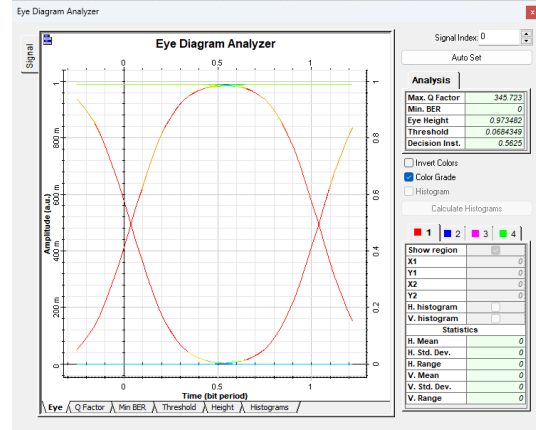 Eye Diagram Analyzer
x
Signal
Eye Diagram Analyzer
0 0.5 1
1
800 m
600 m
400 m
200 m
0
Amplitude (a.u.)
1
0.8
0.6
0.4
0.2
0
0 0.5 1
Time (bit period)
Eye Q Factor Min BER Threshold Height Histograms
Signal Index: 0
Auto Set
Analysis
Max. Q Factor 345.723
Min. BER 0
Eye Height 0.973482
Threshold 0.0684349
Decision Inst. 0.5625
Invert Colors
Color Grade
Histogram
Calculate Histograms
1 2 3 4
Show region
X1 0
Y1 0
X2 0
Y2 0
H. histogram
V. histogram
Statistics
H. Mean 0
H. Std. Dev. 0
H. Range 0
V. Mean 0
V. Std. Dev. 0
V. Range 0